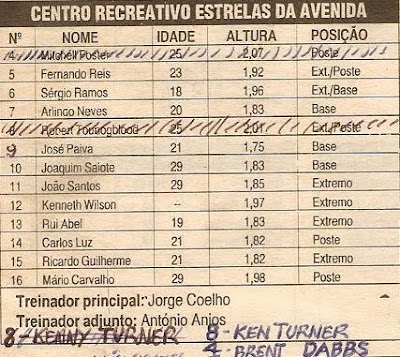 CENTRO RECREATIVO ESTRELAS DA AVENIDA
Nº NOME IDADE ALTURA POSIÇÃO
4 Mitchell Poster 25 2,07 Poste
5 Fernando Reis 23 1,92 Ext./Poste
6 Sérgio Ramos 18 1,96 Ext./Base
7 Arlindo Neves 20 1,83 Base
8 Robert Youngblood 25 2,01 Ext./Poste
9 José Paiva 21 1,75 Base
10 Joaquim Saiote 29 1,83 Base
11 João Santos 29 1,85 Extremo
12 Kenneth Wilson -- 1,97 Extremo
13 Rui Abel 19 1,83 Extremo
14 Carlos Luz 21 1,82 Poste
15 Ricardo Guilherme 21 1,82 Extremo
16 Mário Carvalho 29 1,98 Poste
Treinador principal: Jorge Coelho
Treinador adjunto: António Anjos
8- KENNY TURNER 8- KEN TURNER
4- BRENT DABBS